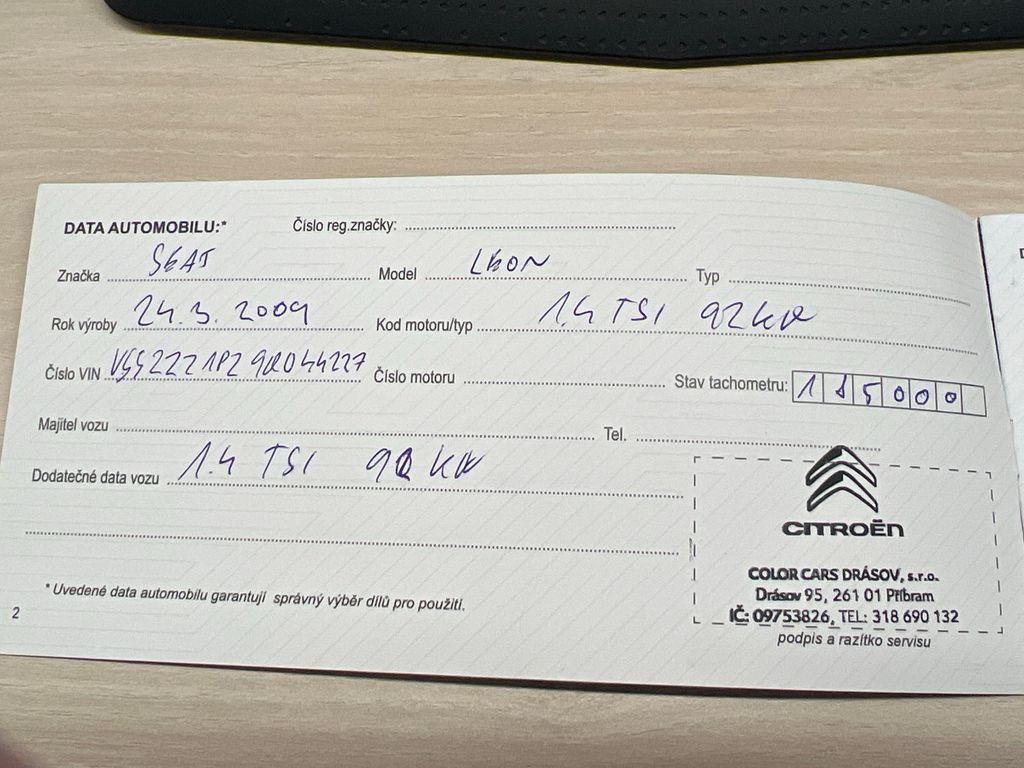 DATA AUTOMOBILU:* Číslo reg.značky:
Značka SEAT Model LEON Typ
Rok výroby 24.3.2009 Kod motoru/typ 1.4 TSI 92kW
Číslo VIN Číslo motoru Stav tachometru: 185000
Majitel vozu Tel.
Dodatečné data vozu 1.4 TSI 92 kW
CITROËN
COLOR CARS DRÁSOV, s.r.o.
Drásov 95, 261 01 Příbram
IČ: 09753826, TEL: 318 690 132
podpis a razítko servisu
* Uvedené data automobilu garantují správný výběr dílů pro použití.
2